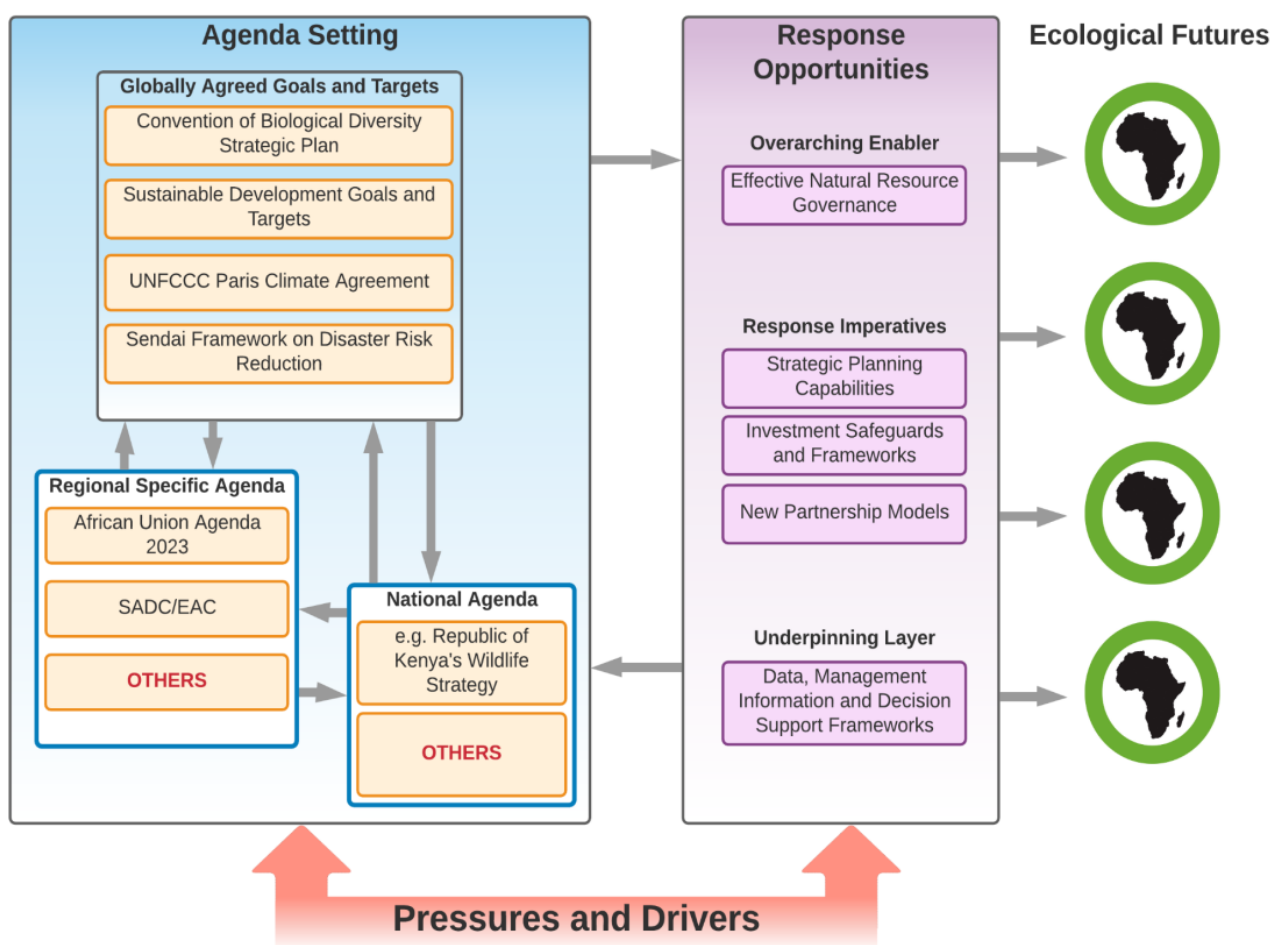 Agenda Setting
Globally Agreed Goals and Targets
Convention of Biological Diversity
Strategic Plan
Sustainable Development Goals and
Targets
UNFCCC Paris Climate Agreement
Sendai Framework on Disaster Risk
Reduction
Regional Specific Agenda
African Union Agenda
2023
SADC/EAC
OTHERS
National Agenda
e.g. Republic of
Kenya's Wildlife
Strategy
OTHERS
Response
Opportunities
Overarching Enabler
Effective Natural Resource
Governance
Response Imperatives
Strategic Planning
Capabilities
Investment Safeguards
and Frameworks
New Partnership Models
Underpinning Layer
Data, Management
Information and Decision
Support Frameworks
Ecological Futures
Pressures and Drivers